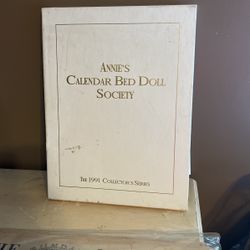 Annie's
Calendar Bed Doll
Society
The 1991 Collector's Series